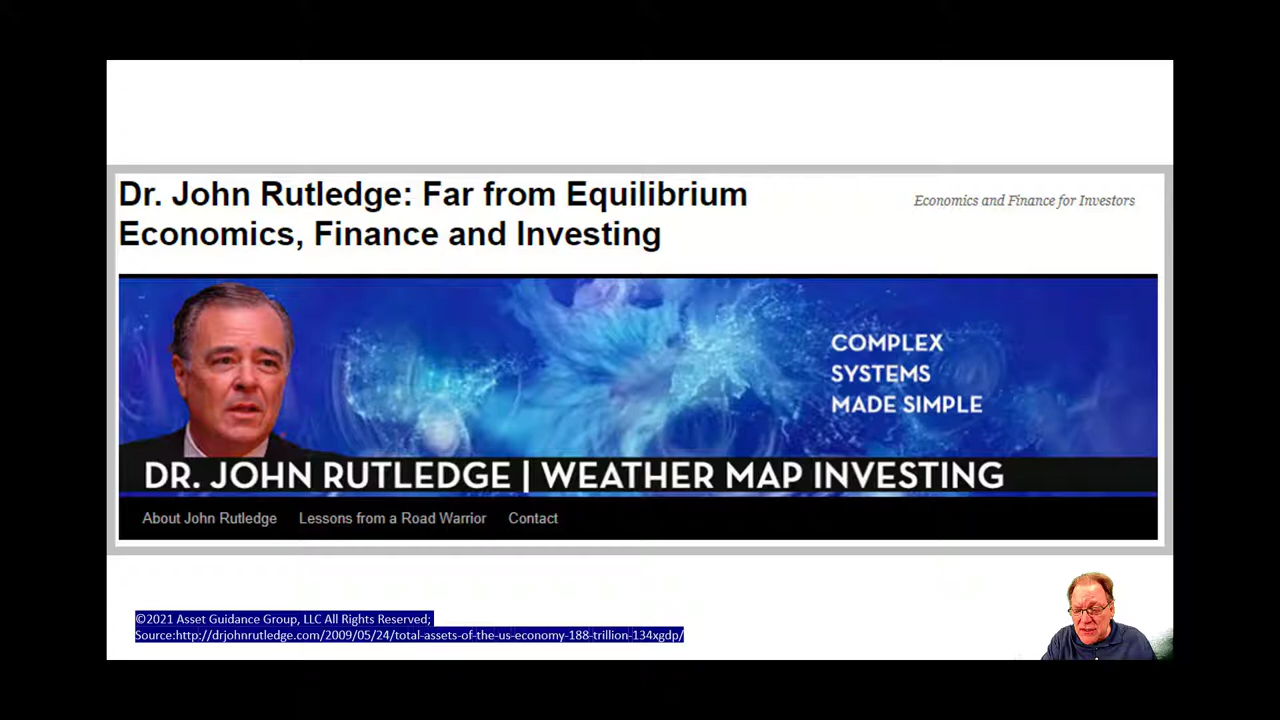 Dr. John Rutledge: Far from Equilibrium
Economics, Finance and Investing
Economics and Finance for Investors
COMPLEX
SYSTEMS
MADE SIMPLE
DR. JOHN RUTLEDGE | WEATHER MAP INVESTING
About John Rutledge Lessons from a Road Warrior Contact
©2021 Asset Guidance Group, LLC All Rights Reserved;
Source:http://drjohnrutledge.com/2009/05/24/total-assets-of-the-us-economy-188-trillion-134xgdp/